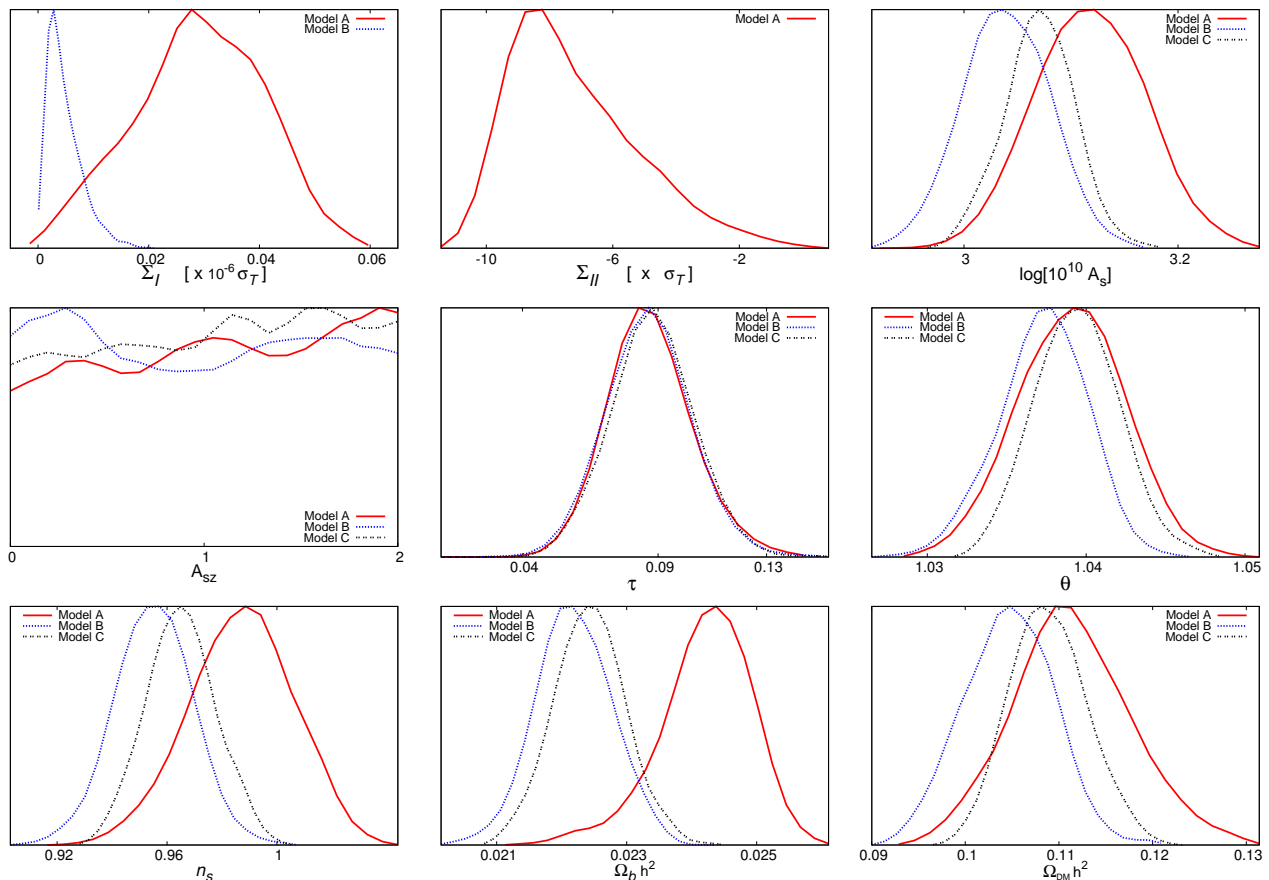 Model A
Model B
0 0.02 0.04 0.06
Σ_I [ x 10⁻⁶ σ_T]
Model A
-10 -6 -2
Σ_II [ x σ_T]
Model A
Model B
Model C
3 3.2
log[10¹⁰ A_s]
Model A
Model B
Model C
0 1 2
A_sz
Model A
Model B
Model C
0.04 0.09 0.13
τ
Model A
Model B
Model C
1.03 1.04 1.05
θ
Model A
Model B
Model C
0.92 0.96 1
n_s
Model A
Model B
Model C
0.021 0.023 0.025
Ω_b h²
Model A
Model B
Model C
0.09 0.1 0.11 0.12 0.13
Ω_DM h²